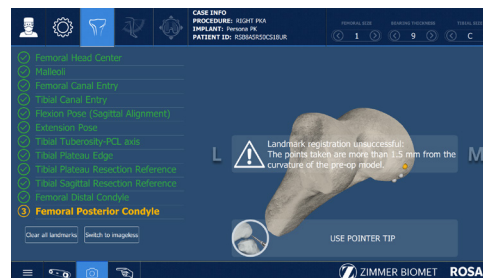 CASE INFO
PROCEDURE: RIGHT PKA
IMPLANT: Persona PK
PATIENT ID: RSB8ASR50CS18UR
FEMORAL SIZE
1
BEARING THICKNESS
9
TIBIAL SIZE
C
Femoral Head Center
Malleoli
Femoral Canal Entry
Tibial Canal Entry
Flexion Pose (Sagittal Alignment)
Extension Pose
Tibial Tuberosity-PCL axis
Tibial Plateau Edge
Tibial Plateau Resection Reference
Tibial Sagittal Resection Reference
Femoral Distal Condyle
3 Femoral Posterior Condyle
Clear all landmarks
Switch to imageless
L
M
Landmark registration unsuccessful:
The points taken are more than 1.5 mm from the
curvature of the pre-op model.
USE POINTER TIP
ZIMMER BIOMET
ROSA